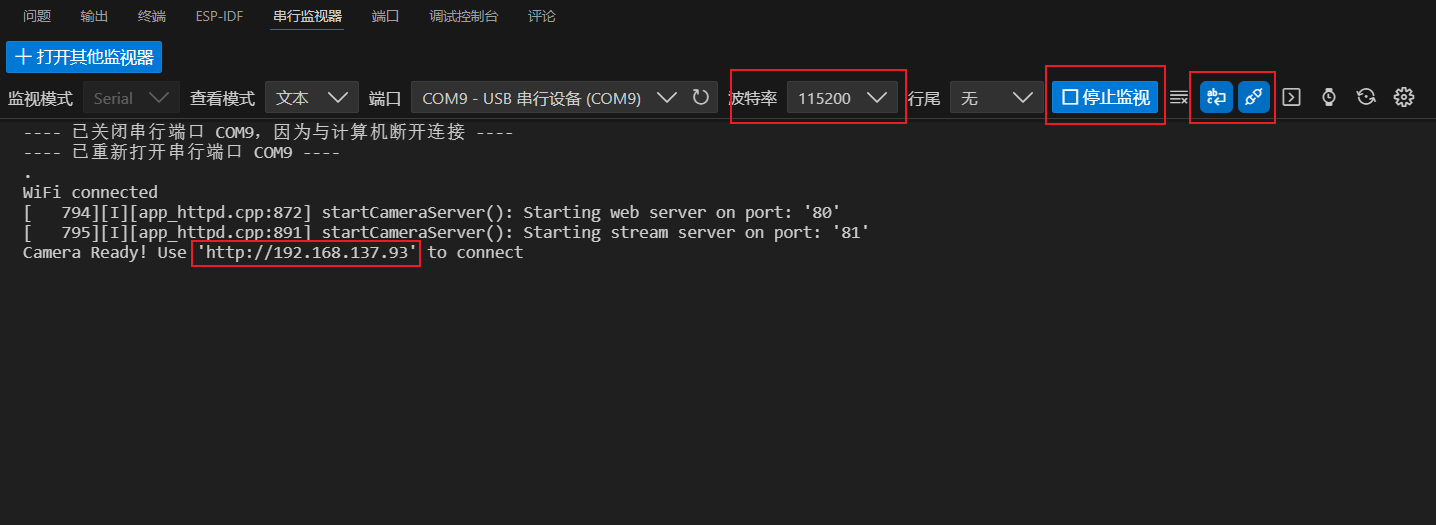 问题 输出 终端 ESP-IDF 串行监视器 端口 调试控制台 评论
打开其他监视器
监视模式 Serial 查看模式 文本 端口 COM9 - USB 串行设备 (COM9) 波特率 115200 行尾 无 停止监视
---- 已关闭串行端口 COM9，因为与计算机断开连接 ----
---- 已重新打开串行端口 COM9 ----
.
WiFi connected
[   794][I][app_httpd.cpp:872] startCameraServer(): Starting web server on port: '80'
[   795][I][app_httpd.cpp:891] startCameraServer(): Starting stream server on port: '81'
Camera Ready! Use 'http://192.168.137.93' to connect